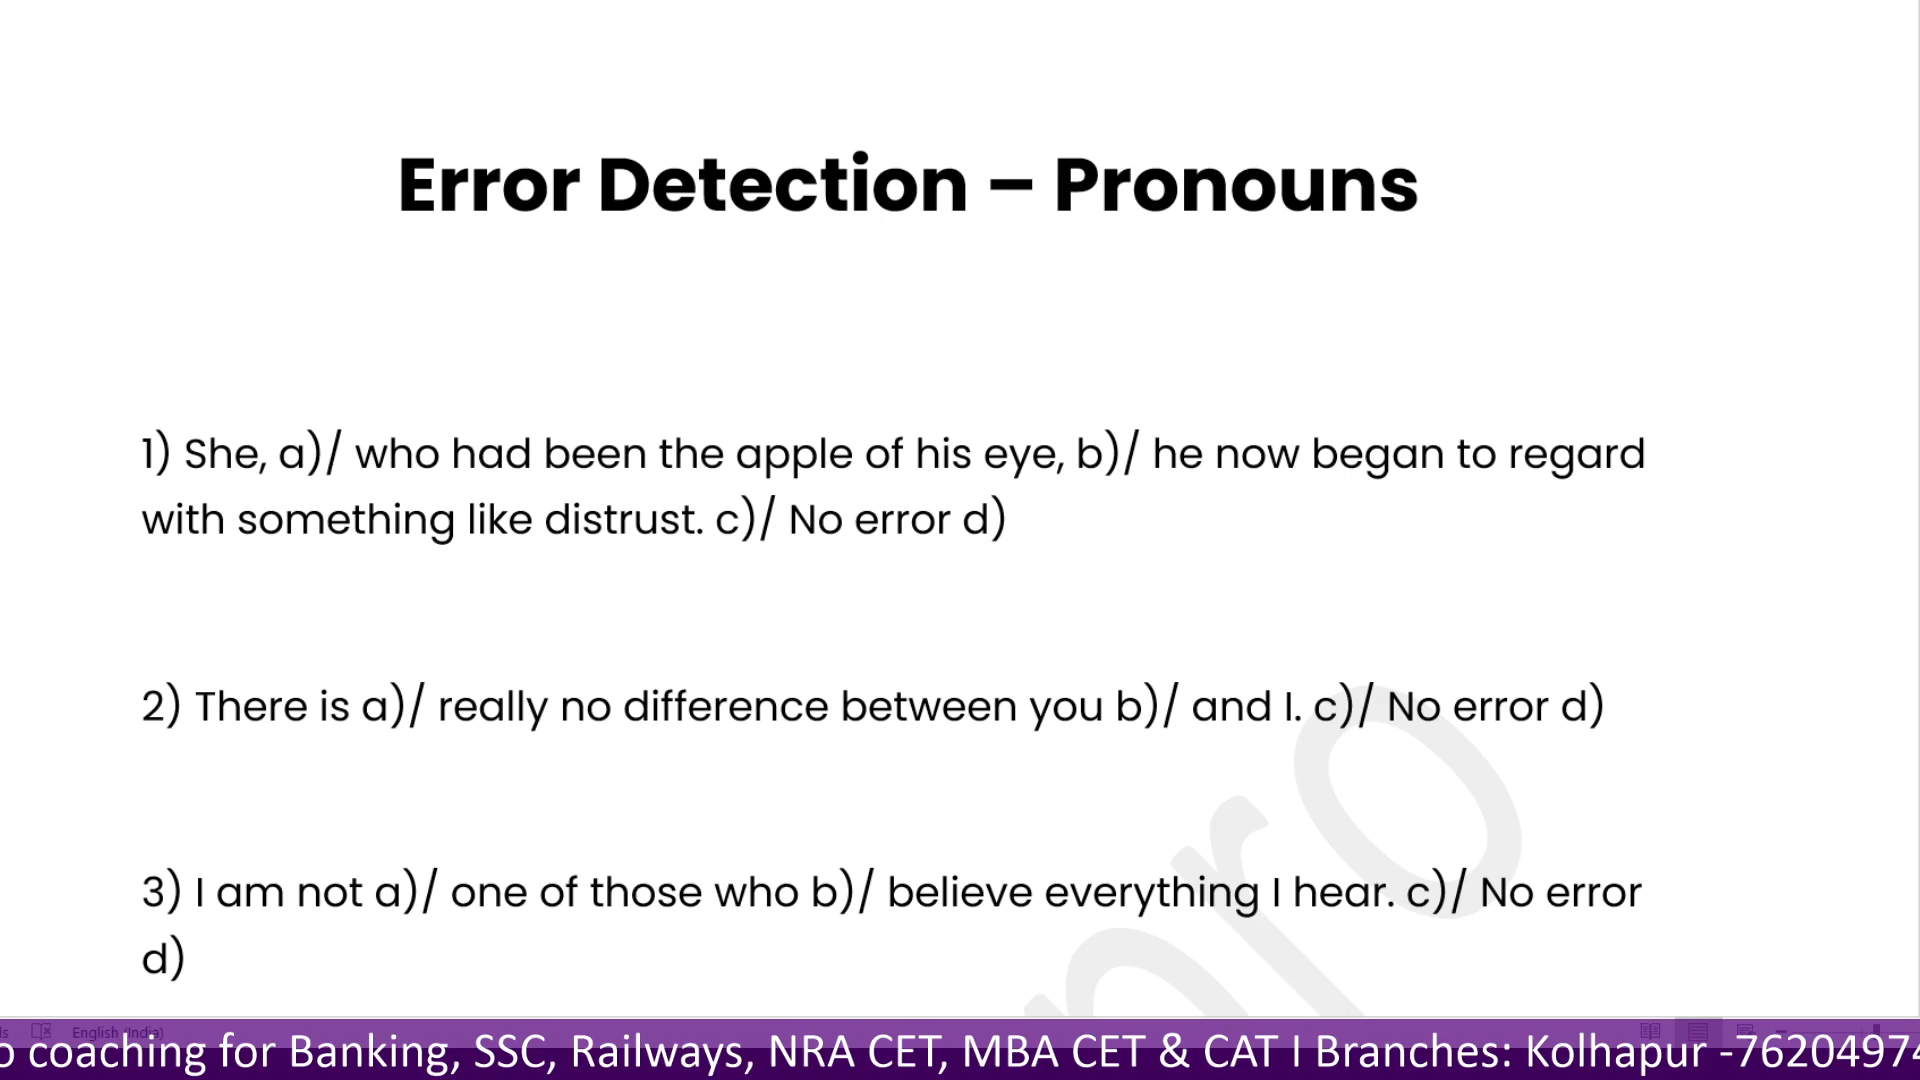 Error Detection – Pronouns
1) She, a)/ who had been the apple of his eye, b)/ he now began to regard
with something like distrust. c)/ No error d)
2) There is a)/ really no difference between you b)/ and I. c)/ No error d)
3) I am not a)/ one of those who b)/ believe everything I hear. c)/ No error
d)
pro
English (India)
o coaching for Banking, SSC, Railways, NRA CET, MBA CET & CAT I Branches: Kolhapur -76204974